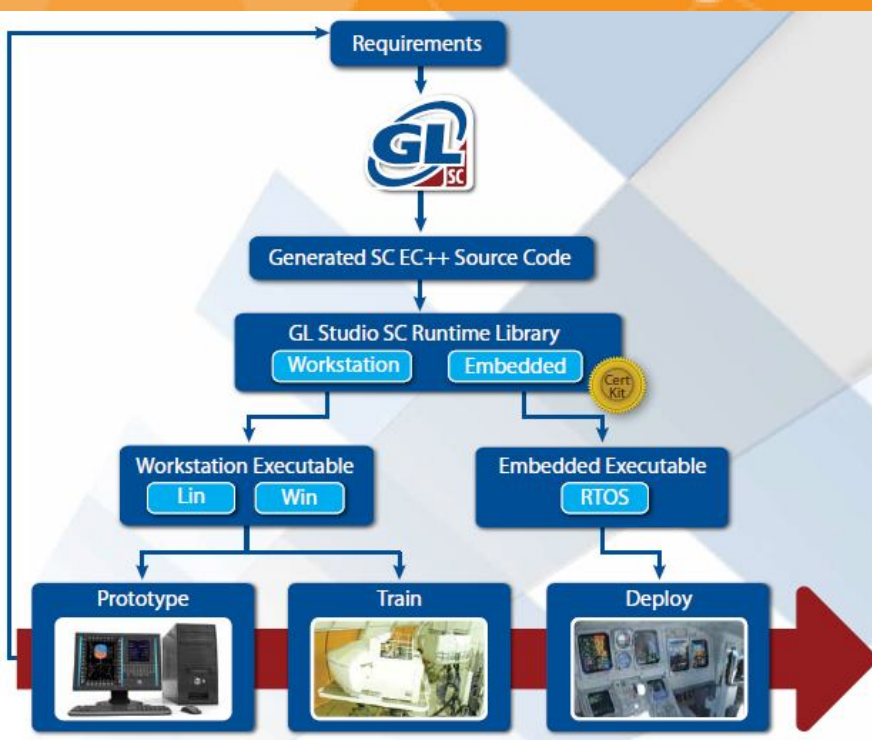 Requirements
GL
SC
Generated SC EC++ Source Code
GL Studio SC Runtime Library
Workstation Embedded
Cert
Kit
Workstation Executable
Lin Win
Embedded Executable
RTOS
Prototype
Train
Deploy